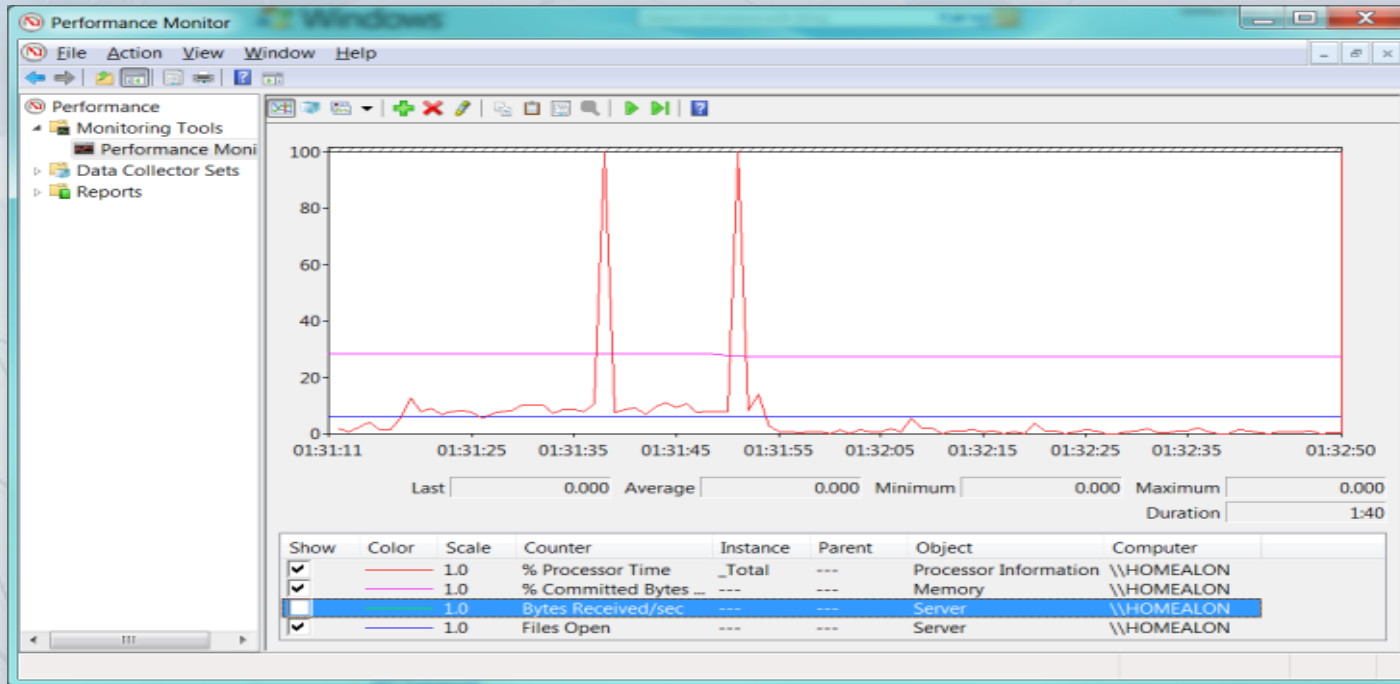 Performance Monitor
Windows
File Action View Window Help
Performance
Monitoring Tools
Performance Moni
Data Collector Sets
Reports
100
80
60
40
20
0
01:31:11 01:31:25 01:31:35 01:31:45 01:31:55 01:32:05 01:32:15 01:32:25 01:32:35 01:32:50
Last 0.000 Average 0.000 Minimum 0.000 Maximum 0.000
Duration 1:40
Show Color Scale Counter Instance Parent Object Computer
1.0 % Processor Time _Total --- Processor Information \\HOMEALON
1.0 % Committed Bytes ... --- --- Memory \\HOMEALON
1.0 Bytes Received/sec --- --- Server \\HOMEALON
1.0 Files Open --- --- Server \\HOMEALON